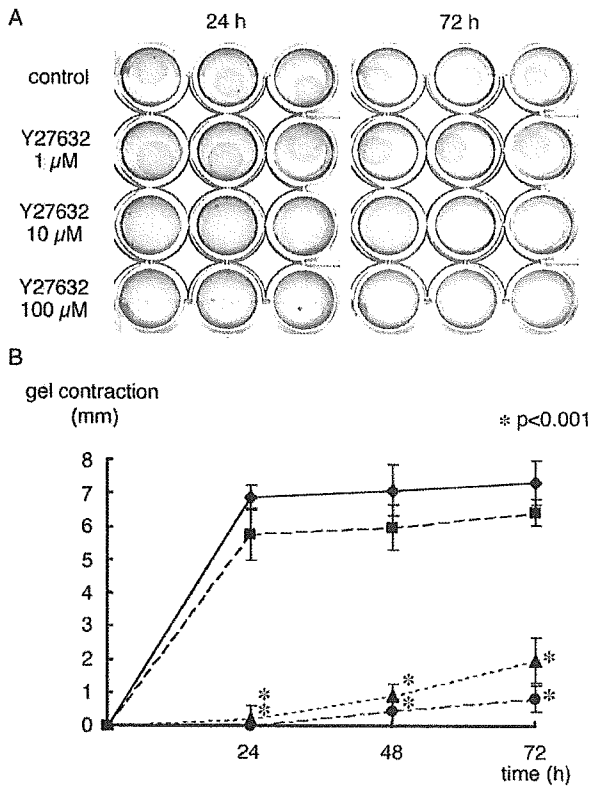 A
24 h
72 h
control
Y27632
1 µM
Y27632
10 µM
Y27632
100 µM
B
gel contraction
(mm)
* p<0.001
8
7
6
5
4
3
2
1
0
*
*
*
*
*
*
24
48
72
time (h)